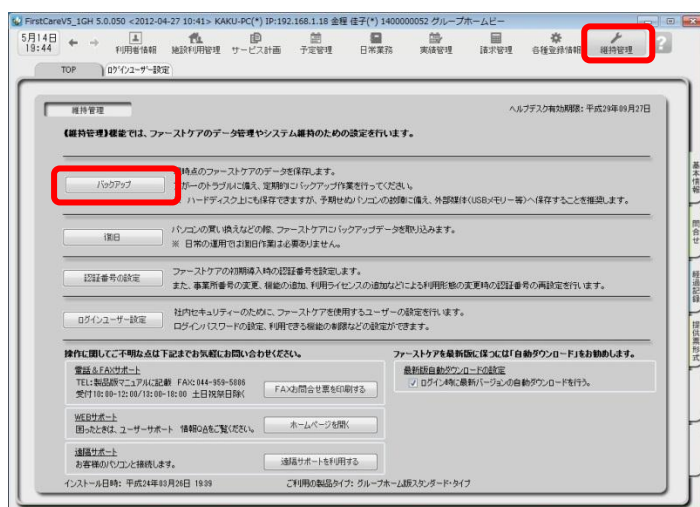 FirstCareV5_1GH 5.0.050 <2012-04-27 10:41> KAKU-PC(*) IP:192.168.1.18 金程 佳子(*) 1400000052 グループホームビー
5月14日
19:44
利用者情報 施設利用管理 サービス計画 予定管理 日常業務 実績管理 請求管理 各種登録情報 維持管理
TOP ログインユーザー設定
維持管理
ヘルプデスク有効期限: 平成29年09月27日
《維持管理》機能では、ファーストケアのデータ管理やシステム維持のための設定を行います。
バックアップ
時点のファーストケアのデータを保存します。
が一のトラブルに備え、定期的にバックアップ作業を行ってください。
ハードディスク上にも保存できますが、予期せぬパソコンの故障に備え、外部媒体(USBメモリー等)へ保存することを推奨します。
復旧
パソコンの買い換えなどの際、ファーストケアにバックアップデータを取り込みます。
※ 日常の運用では復旧作業は必要ありません。
認証番号の設定
ファーストケアの初期導入時の認証番号を設定します。
また、事業所番号の変更、機能の追加、利用ライセンスの追加などによる利用形態の変更時の認証番号の再設定を行います。
ログインユーザー設定
社内セキュリティーのために、ファーストケアを使用するユーザーの設定を行います。
ログインパスワードの設定、利用できる機能の制限などの設定ができます。
操作に関してご不明な点は下記までお気軽にお問い合わせください。
電話&FAXサポート
TEL:製品版マニュアルに記載 FAX:044-959-5086
受付10:00-12:00/13:00-18:00 土日祝祭日除く
FAXお問合せ票を印刷する
WEBサポート
困ったときは、ユーザーサポート 情報QAをご覧ください。
ホームページを開く
遠隔サポート
お客様のパソコンと接続します。
遠隔サポートを利用する
ファーストケアを最新版に保つには「自動ダウンロード」をお勧めします。
最新版自動ダウンロードの設定
ログイン時に最新バージョンの自動ダウンロードを行う。
インストール日時: 平成24年03月26日 19:39
ご利用の製品タイプ: グループホーム版スタンダード・タイプ
基本情報
問合せ
経過記録
提供票形式